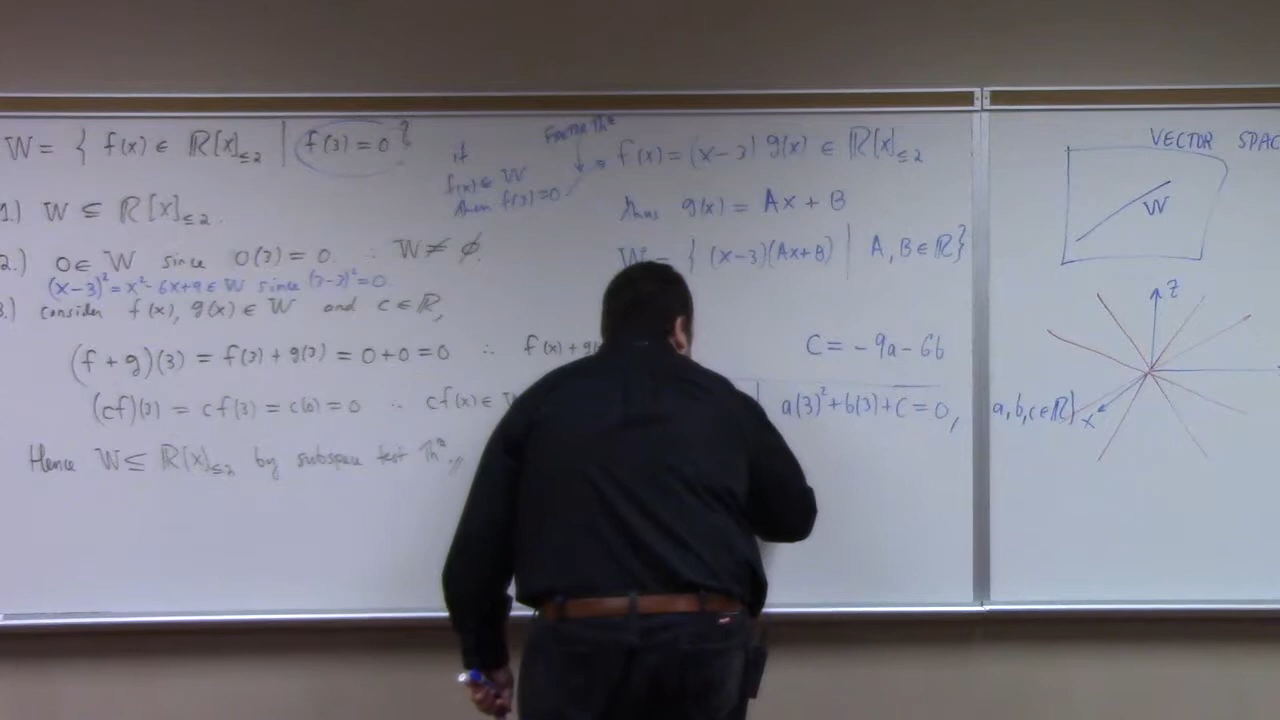 W = { f(x) ∈ ℝ[x]≤2 | f(3) = 0 }
1.) W ⊆ ℝ[x]≤2.
2.) 0 ∈ W since 0(3) = 0. ∴ W ≠ ∅.
(x-3)² = x² - 6x + 9 ∈ W since (3-3)² = 0.
3.) consider f(x), g(x) ∈ W and c ∈ ℝ,
(f + g)(3) = f(3) + g(3) = 0 + 0 = 0 ∴ f(x) + g(
(cf)(3) = cf(3) = c(0) = 0 ∴ cf(x) ∈ W
Hence W ≤ ℝ[x]≤2 by subspace test Thm //
if
f(x) ∈ W
then f(3) = 0
FACTOR Thm
f(x) = (x-3) g(x) ∈ ℝ[x]≤2
thus g(x) = Ax + B
W = { (x-3)(Ax+B) | A, B ∈ ℝ }
C = -9a - 6b
| a(3)² + b(3) + C = 0, a,b,c ∈ ℝ }
VECTOR SPAC
W
z
x